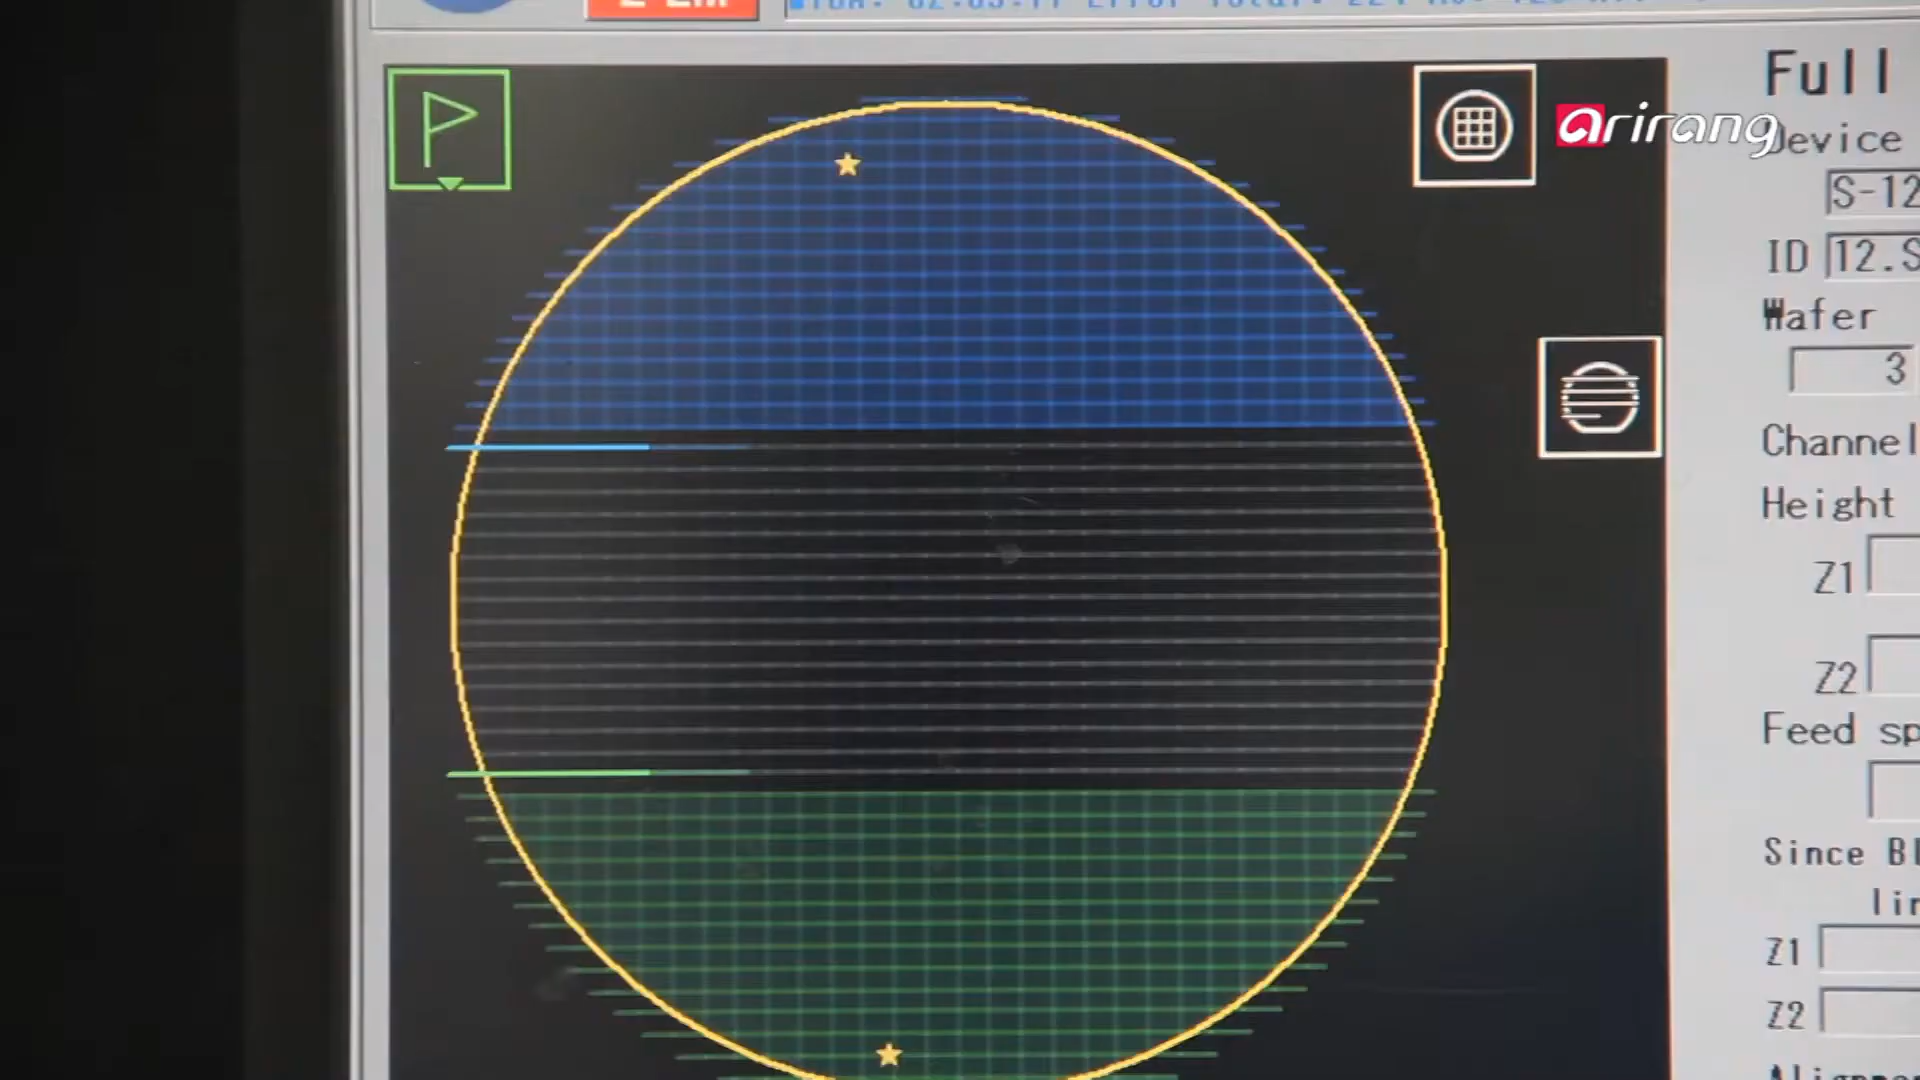 Full
arirang
Device
S-12
ID 12.S
Wafer
3
Channel
Height
Z1
Z2
Feed sp
Since Bl
lin
Z1
Z2